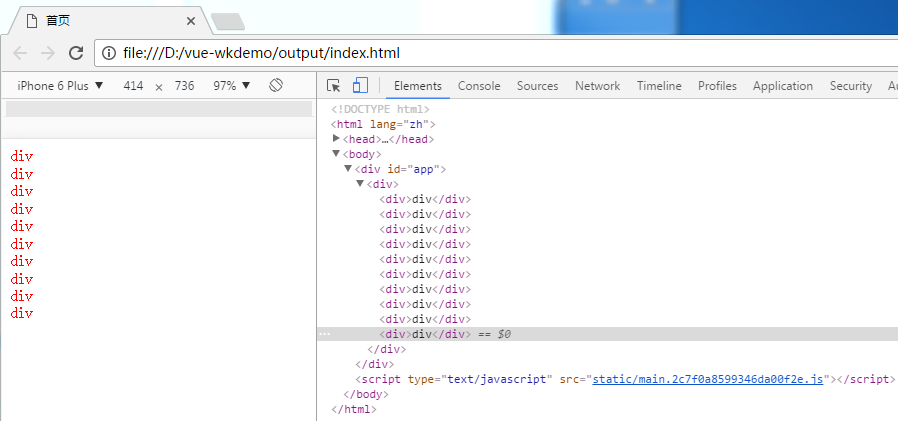 首页
file:///D:/vue-wkdemo/output/index.html
iPhone 6 Plus ▼ 414 × 736 97% ▼
Elements Console Sources Network Timeline Profiles Application Security Au
div
div
div
div
div
div
div
div
div
div
<!DOCTYPE html>
<html lang="zh">
▶<head>…</head>
▼<body>
▼<div id="app">
▼<div>
<div>div</div>
<div>div</div>
<div>div</div>
<div>div</div>
<div>div</div>
<div>div</div>
<div>div</div>
<div>div</div>
<div>div</div>
… <div>div</div> == $0
</div>
</div>
<script type="text/javascript" src="static/main.2c7f0a8599346da00f2e.js"></script>
</body>
</html>